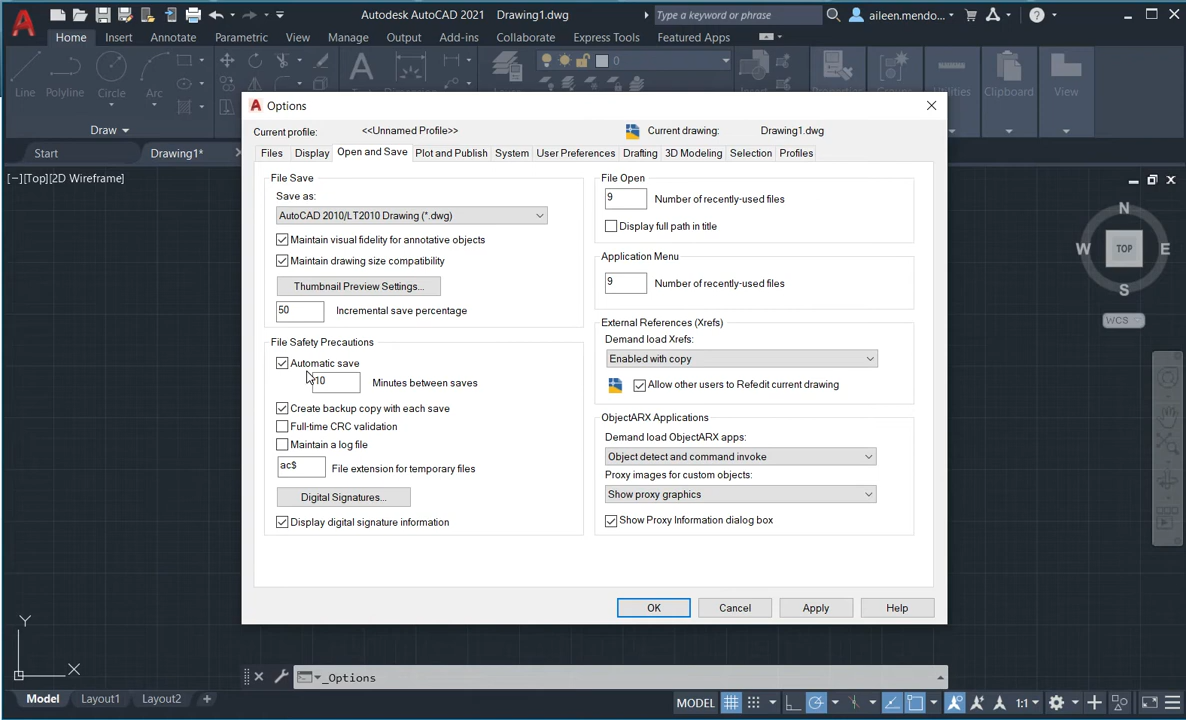 Autodesk AutoCAD 2021 Drawing1.dwg
Type a keyword or phrase
aileen.mendo...
Home Insert Annotate Parametric View Manage Output Add-ins Collaborate Express Tools Featured Apps
0
Line Polyline Circle Arc
Utilities Clipboard View
Draw
Start Drawing1*
[−][Top][2D Wireframe]
N
W TOP E
S
WCS
Options
Current profile: <<Unnamed Profile>> Current drawing: Drawing1.dwg
Files Display Open and Save Plot and Publish System User Preferences Drafting 3D Modeling Selection Profiles
File Save
Save as:
AutoCAD 2010/LT2010 Drawing (*.dwg)
Maintain visual fidelity for annotative objects
Maintain drawing size compatibility
Thumbnail Preview Settings...
50 Incremental save percentage
File Safety Precautions
Automatic save
10 Minutes between saves
Create backup copy with each save
Full-time CRC validation
Maintain a log file
ac$ File extension for temporary files
Digital Signatures...
Display digital signature information
File Open
9 Number of recently-used files
Display full path in title
Application Menu
9 Number of recently-used files
External References (Xrefs)
Demand load Xrefs:
Enabled with copy
Allow other users to Refedit current drawing
ObjectARX Applications
Demand load ObjectARX apps:
Object detect and command invoke
Proxy images for custom objects:
Show proxy graphics
Show Proxy Information dialog box
OK Cancel Apply Help
Y
X
_Options
Model Layout1 Layout2 +
MODEL 1:1